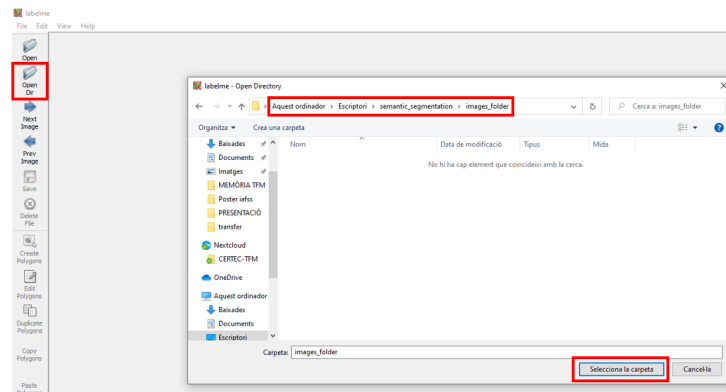 labelme
File Edit View Help
Open
Open
Dir
Next
Image
Prev
Image
Save
Delete
File
Create
Polygons
Edit
Polygons
Duplicate
Polygons
Copy
Polygons
Paste
labelme - Open Directory
Aquest ordinador › Escriptori › semantic_segmentation › images_folder
Cerca a: images_folder
Organitza Crea una carpeta
Baixades
Documents
Imatges
MEMÒRIA TFM
Poster iafss
PRESENTACIÓ
transfer
Nextcloud
CERTEC-TFM
OneDrive
Aquest ordinador
Baixades
Documents
Escriptori
Nom Data de modificació Tipus Mida
No hi ha cap element que coincideixi amb la cerca.
Carpeta: images_folder
Selecciona la carpeta Cancel·la